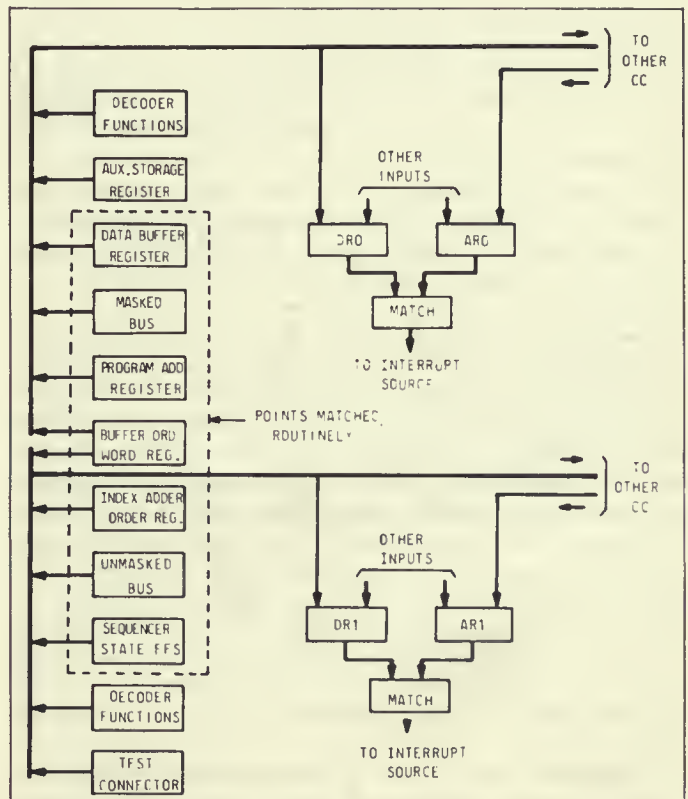 TO
OTHER
CC
DECODER
FUNCTIONS
AUX. STORAGE
REGISTER
OTHER
INPUTS
DATA BUFFER
REGISTER
DR0
AR0
MASKED
BUS
MATCH
TO INTERRUPT
SOURCE
PROGRAM ADD
REGISTER
POINTS MATCHED
ROUTINELY
BUFFER ORD
WORD REG.
TO
OTHER
CC
INDEX ADDER
ORDER REG.
OTHER
INPUTS
UNMASKED
BUS
DR1
AR1
SEQUENCER
STATE FFS
MATCH
DECODER
FUNCTIONS
TO INTERRUPT
SOURCE
TEST
CONNECTOR